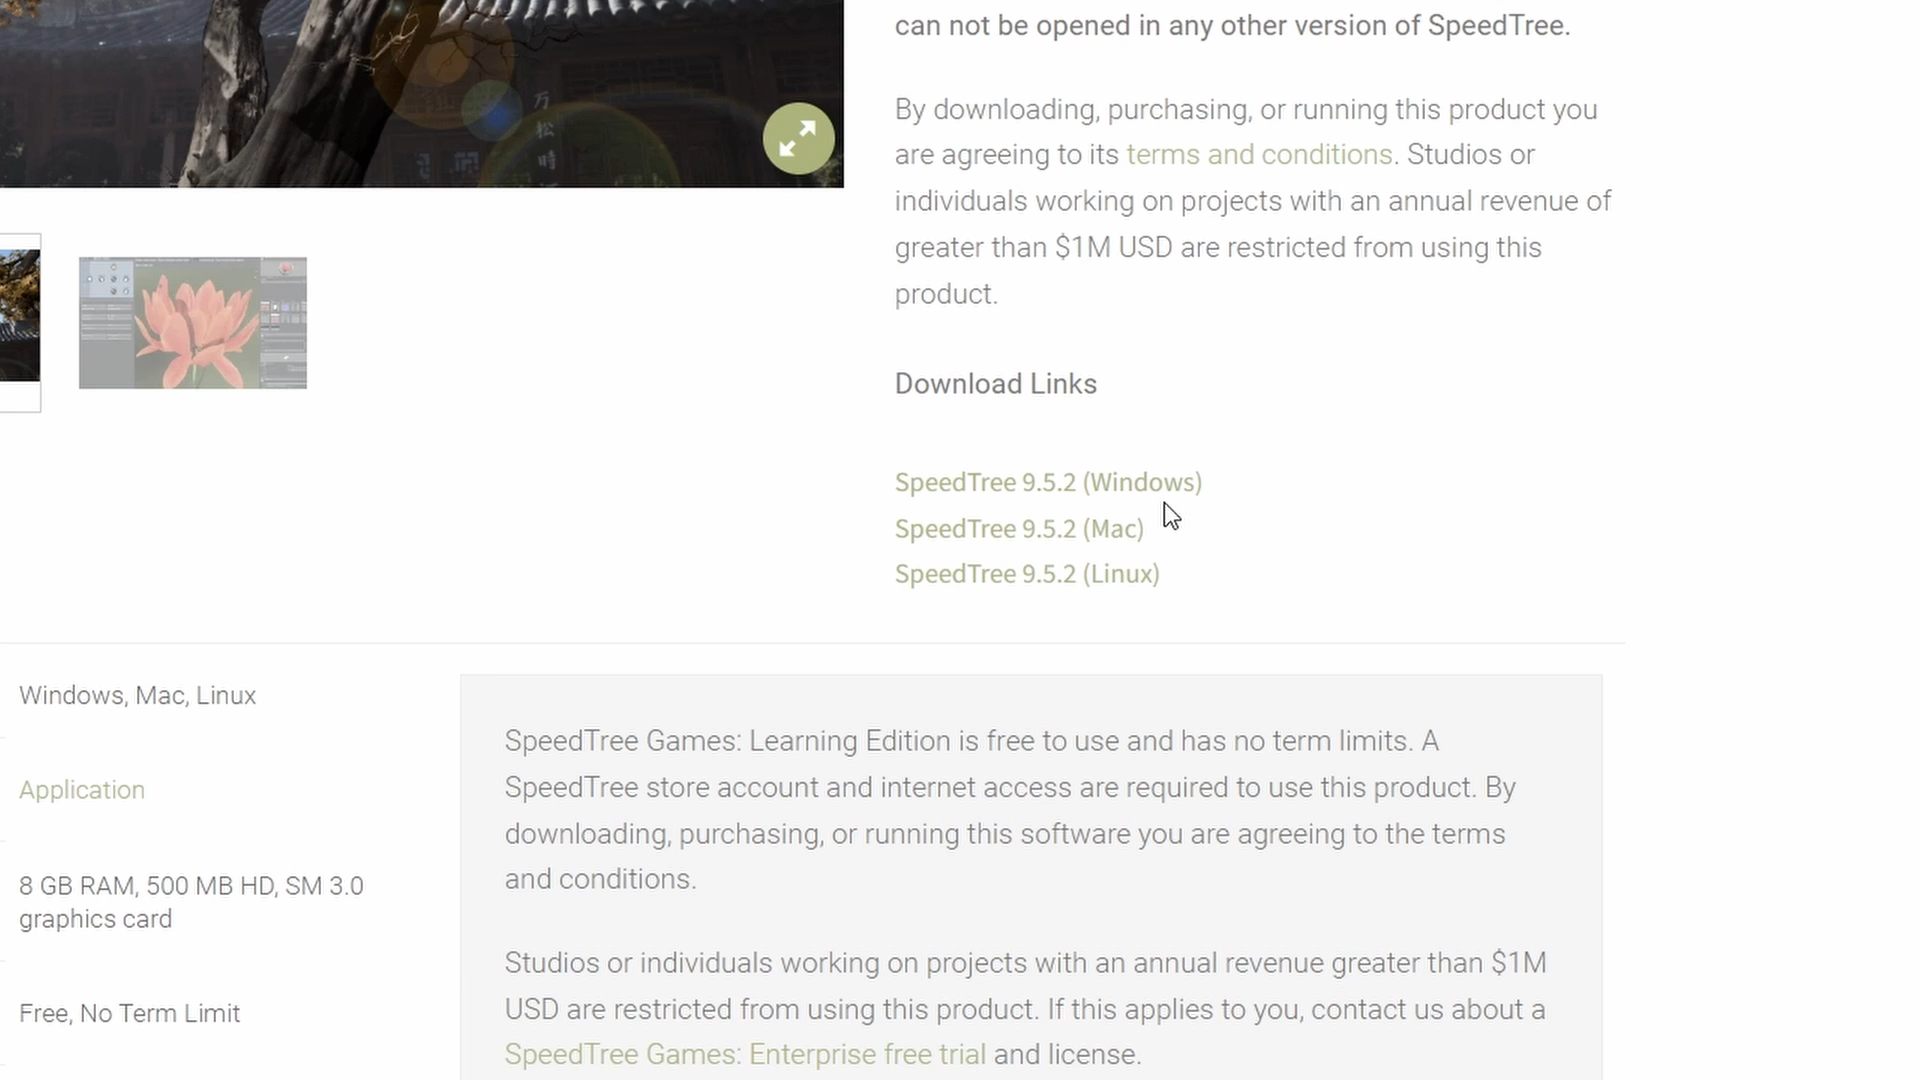 can not be opened in any other version of SpeedTree.
By downloading, purchasing, or running this product you
are agreeing to its terms and conditions. Studios or
individuals working on projects with an annual revenue of
greater than $1M USD are restricted from using this
product.
Download Links
SpeedTree 9.5.2 (Windows)
SpeedTree 9.5.2 (Mac)
SpeedTree 9.5.2 (Linux)
Windows, Mac, Linux
Application
8 GB RAM, 500 MB HD, SM 3.0
graphics card
Free, No Term Limit
SpeedTree Games: Learning Edition is free to use and has no term limits. A
SpeedTree store account and internet access are required to use this product. By
downloading, purchasing, or running this software you are agreeing to the terms
and conditions.
Studios or individuals working on projects with an annual revenue greater than $1M
USD are restricted from using this product. If this applies to you, contact us about a
SpeedTree Games: Enterprise free trial and license.